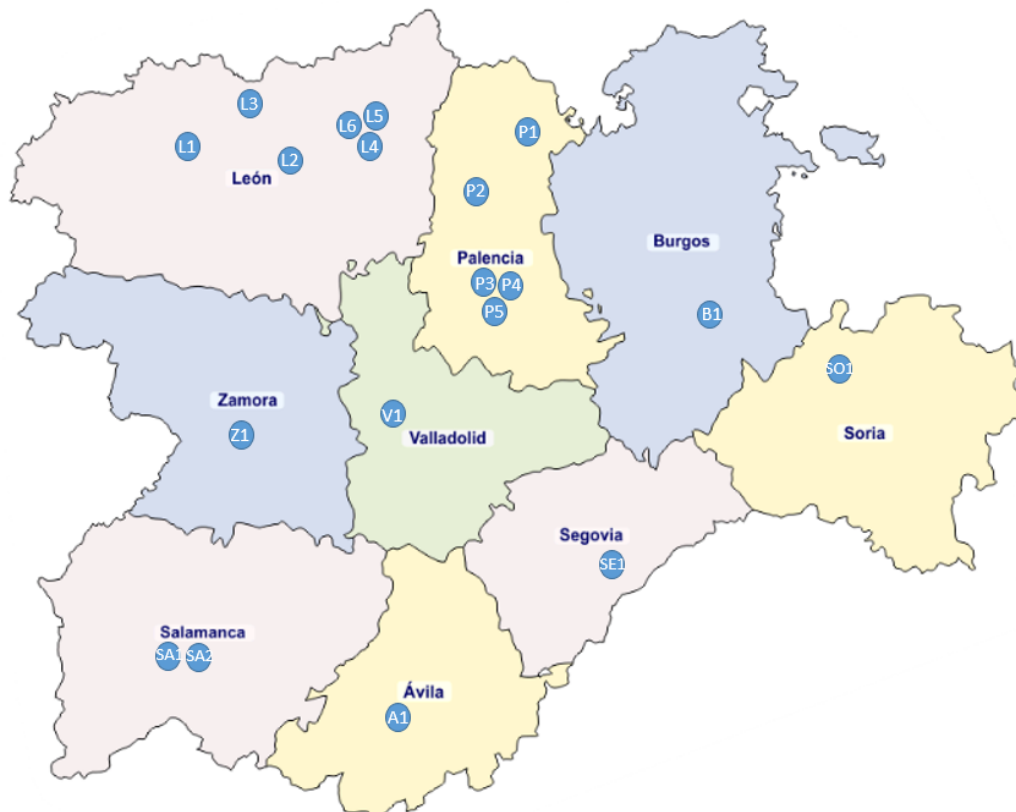 L3
L5
L6
L1
L4
L2
León
P1
P2
Palencia
P3
P4
P5
Burgos
B1
SO1
Soria
Zamora
Z1
V1
Valladolid
Segovia
SE1
Salamanca
SA1
SA2
Ávila
A1